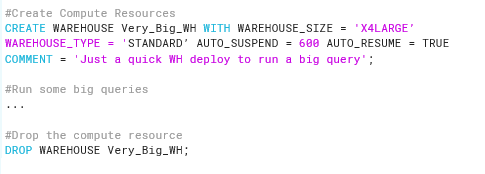 #Create Compute Resources
CREATE WAREHOUSE Very_Big_WH WITH WAREHOUSE_SIZE = 'X4LARGE’
WAREHOUSE_TYPE = 'STANDARD’ AUTO_SUSPEND = 600 AUTO_RESUME = TRUE
COMMENT = 'Just a quick WH deploy to run a big query';
#Run some big queries
...
#Drop the compute resource
DROP WAREHOUSE Very_Big_WH;